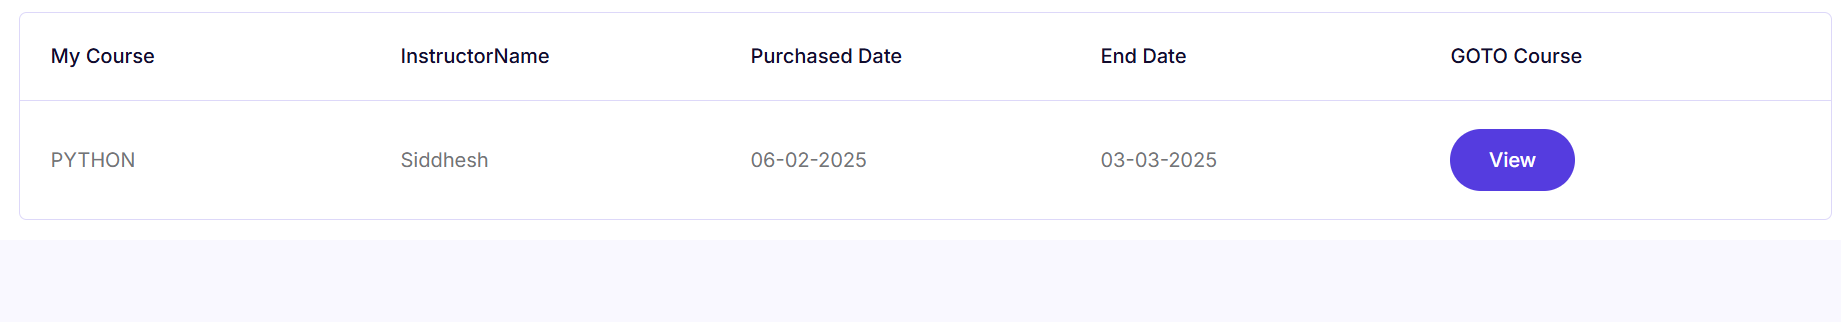 My Course InstructorName Purchased Date End Date GOTO Course
PYTHON Siddhesh 06-02-2025 03-03-2025 View